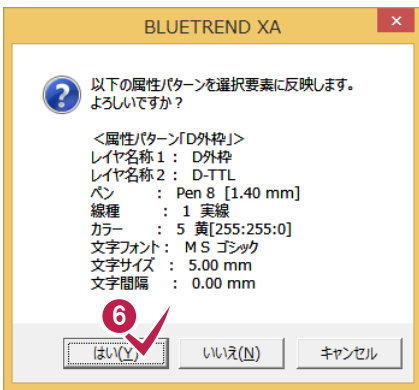 BLUETREND XA
以下の属性パターンを選択要素に反映します。
よろしいですか？
＜属性パターン「D外枠」＞
レイヤ名称１： D外枠
レイヤ名称２： D-TTL
ペン ： Pen 8 [1.40 mm]
線種 ： 1 実線
カラー ： 5 黄[255:255:0]
文字フォント： ＭＳ ゴシック
文字サイズ ： 5.00 mm
文字間隔 ： 0.00 mm
6
はい(Y)
いいえ(N)
キャンセル